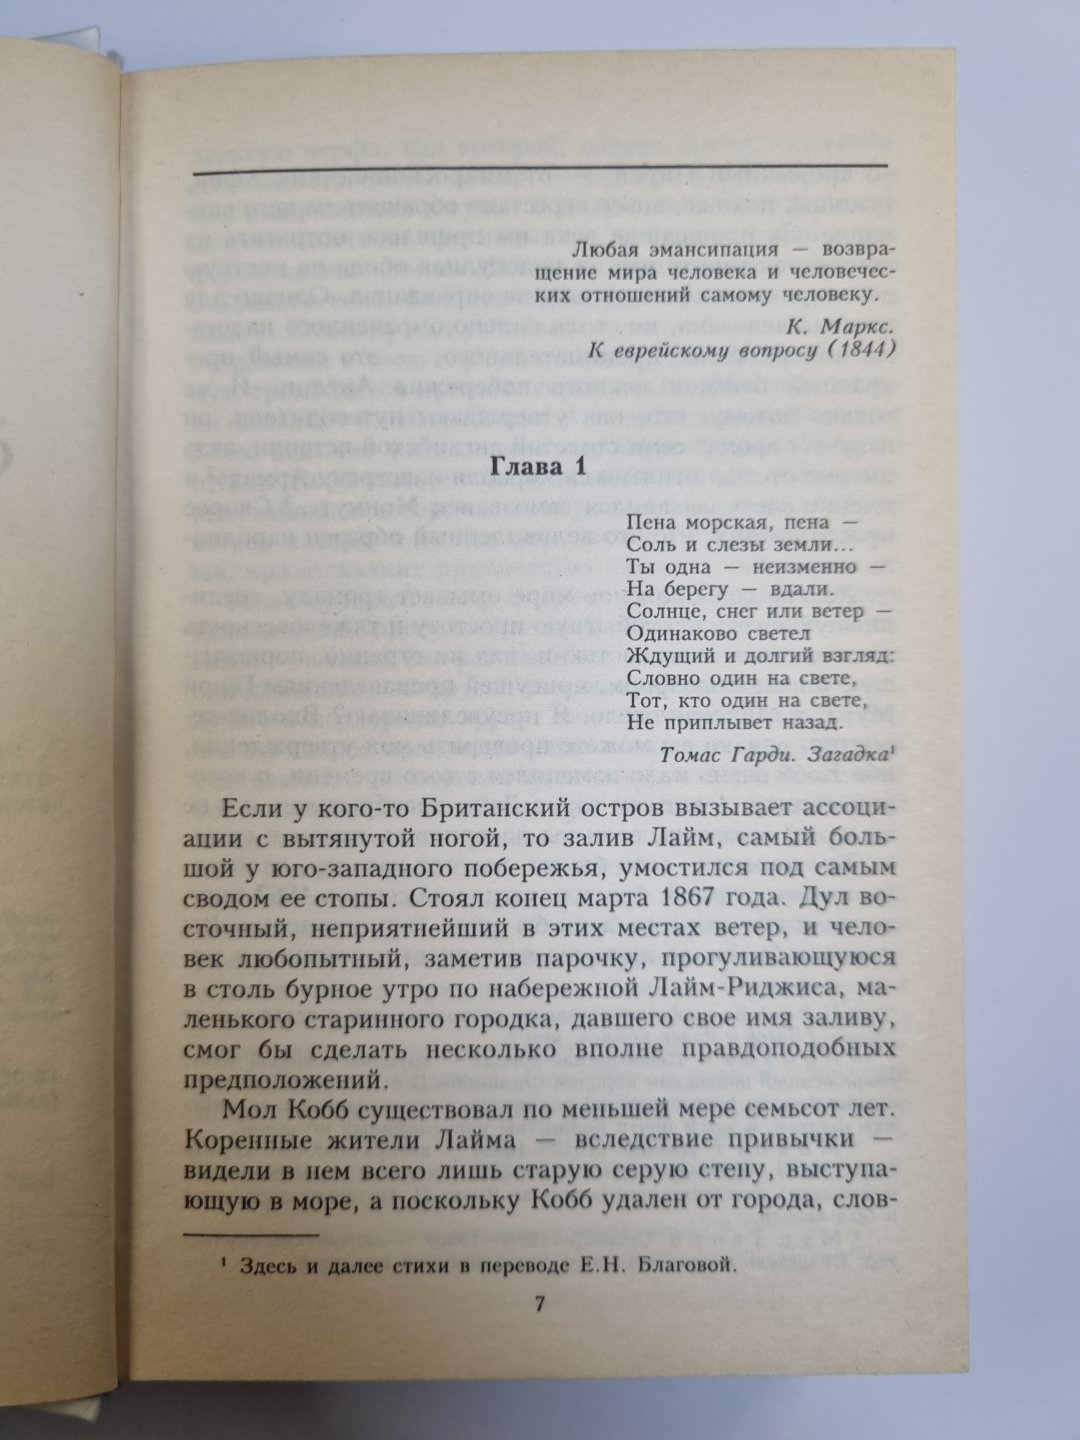 Любая эмансипация — возвра-
щение мира человека и человечес-
ких отношений самому человеку.
К. Маркс.
К еврейскому вопросу (1844)
Глава 1
Пена морская, пена —
Соль и слезы земли...
Ты одна — неизменно —
На берегу — вдали.
Солнце, снег или ветер —
Одинаково светел
Ждущий и долгий взгляд:
Словно один на свете,
Тот, кто один на свете,
Не приплывет назад.
Томас Гарди. Загадка¹
Если у кого-то Британский остров вызывает ассоци-
ации с вытянутой ногой, то залив Лайм, самый боль-
шой у юго-западного побережья, умостился под самым
сводом ее стопы. Стоял конец марта 1867 года. Дул во-
сточный, неприятнейший в этих местах ветер, и чело-
век любопытный, заметив парочку, прогуливающуюся
в столь бурное утро по набережной Лайм-Риджиса, ма-
ленького старинного городка, давшего свое имя заливу,
смог бы сделать несколько вполне правдоподобных
предположений.
Мол Кобб существовал по меньшей мере семьсот лет.
Коренные жители Лайма — вследствие привычки —
видели в нем всего лишь старую серую стену, выступа-
ющую в море, а поскольку Кобб удален от города, слов-
¹ Здесь и далее стихи в переводе Е.Н. Благовой.
7